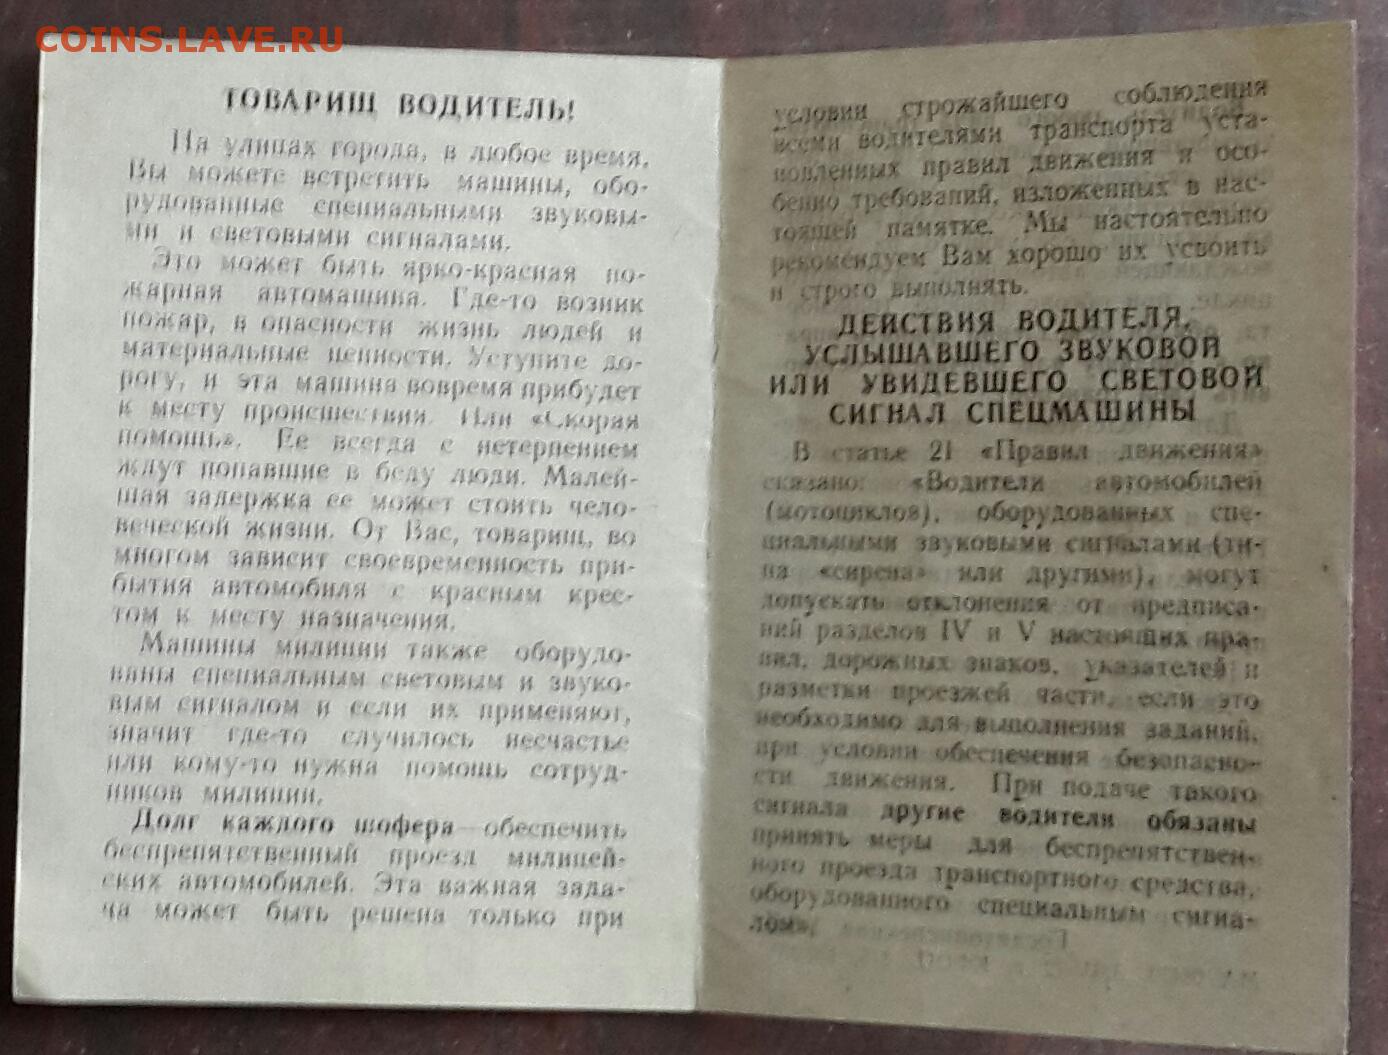 COINS.LAVE.RU
ТОВАРИЩ ВОДИТЕЛЬ!
На улицах города, в любое время,
Вы можете встретить машины, обо-
рудованные специальными звуковы-
ми и световыми сигналами.
Это может быть ярко-красная по-
жарная автомашина. Где-то возник
пожар, в опасности жизнь людей и
материальные ценности. Уступите до-
рогу, и эта машина вовремя прибудет
к месту происшествия. Или «Скорая
помощь». Ее всегда с нетерпением
ждут попавшие в беду люди. Малей-
шая задержка ее может стоить чело-
веческой жизни. От Вас, товарищ, во
многом зависит своевременность при-
бытия автомобиля с красным крес-
том к месту назначения.
Машины милиции также оборудо-
ваны специальным световым и звуко-
вым сигналом и если их применяют,
значит где-то случилось несчастье
или кому-то нужна помощь сотруд-
ников милиции.
Долг каждого шофера—обеспечить
беспрепятственный проезд милицей-
ских автомобилей. Эта важная зада-
ча может быть решена только при
условии строжайшего соблюдения
всеми водителями транспорта уста-
новленных правил движения и осо-
бенно требований, изложенных в нас-
тоящей памятке. Мы настоятельно
рекомендуем Вам хорошо их усвоить
и строго выполнять.
ДЕЙСТВИЯ ВОДИТЕЛЯ,
УСЛЫШАВШЕГО ЗВУКОВОЙ
ИЛИ УВИДЕВШЕГО СВЕТОВОЙ
СИГНАЛ СПЕЦМАШИНЫ
В статье 21 «Правил движения»
сказано: «Водители автомобилей
(мотоциклов), оборудованных спе-
циальными звуковыми сигналами (ти-
па «сирена» или другими), могут
допускать отклонения от предписа-
ний разделов IV и V настоящих пра-
вил, дорожных знаков, указателей и
разметки проезжей части, если это
необходимо для выполнения заданий,
при условии обеспечения безопасно-
сти движения. При подаче такого
сигнала другие водители обязаны
принять меры для беспрепятствен-
ного проезда транспортного средства,
оборудованного специальным сигна-
лом».